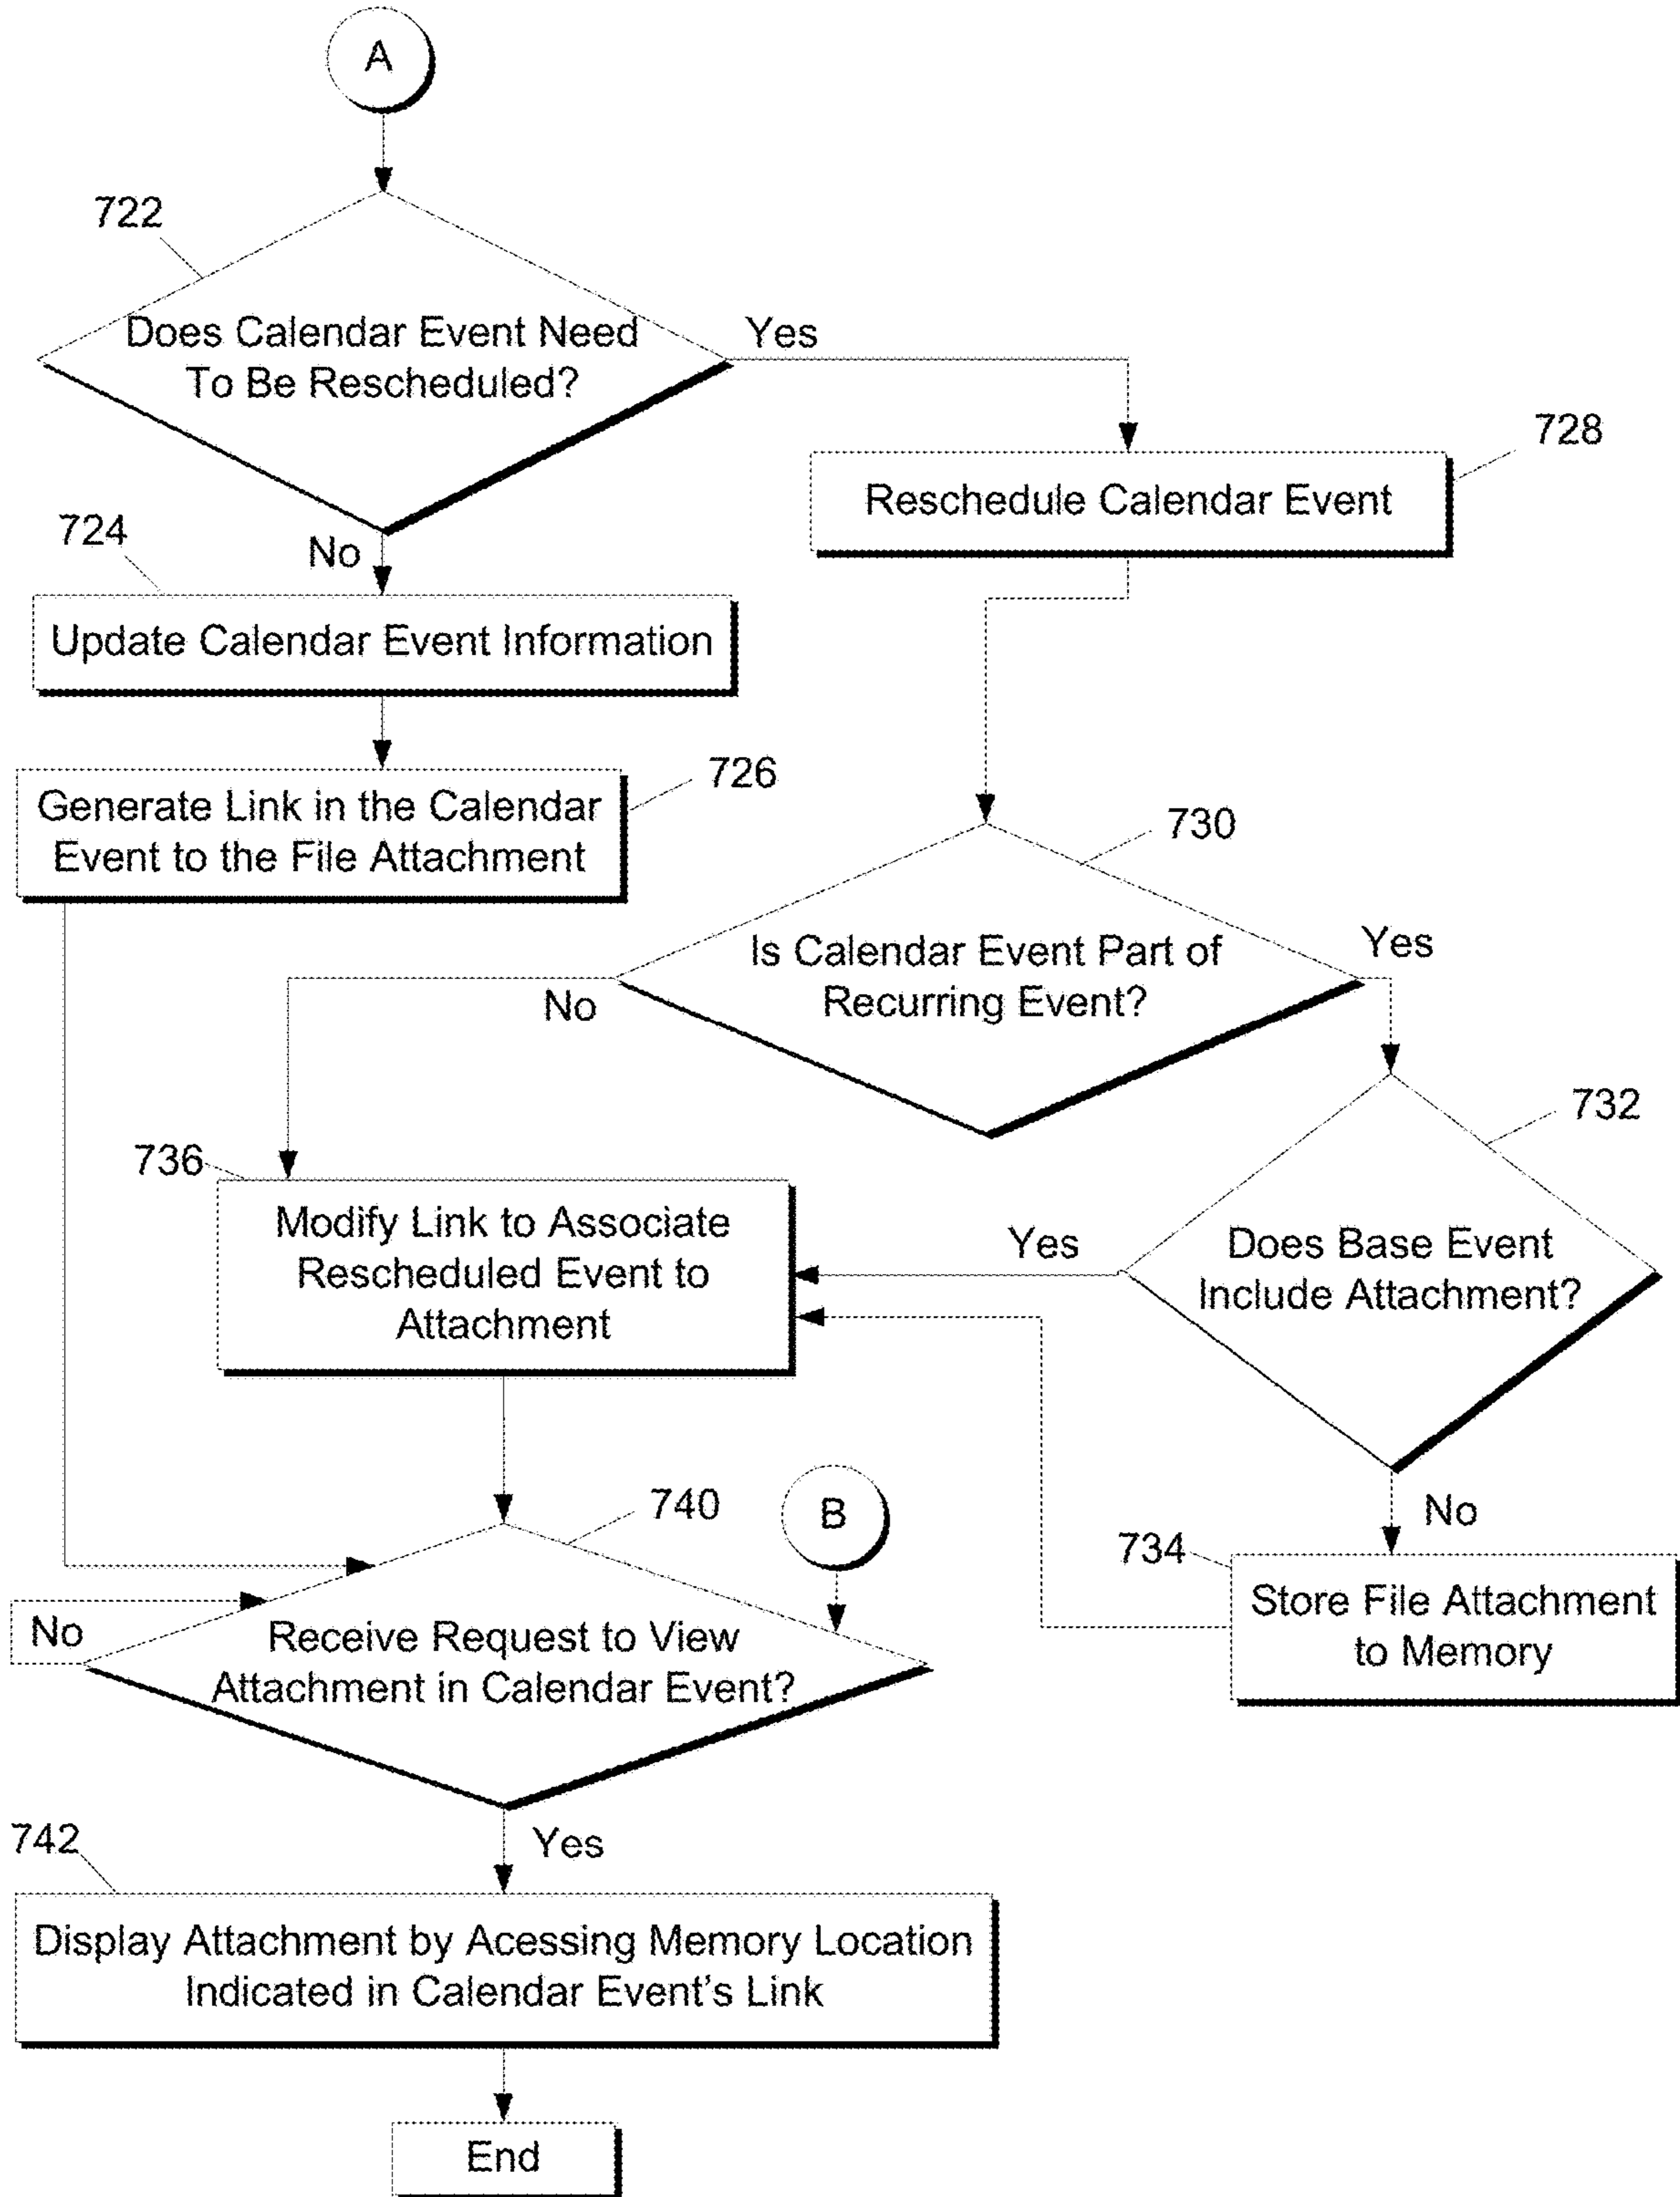 A
722
Does Calendar Event Need
To Be Rescheduled?
Yes
728
Reschedule Calendar Event
No
724
Update Calendar Event Information
726
Generate Link in the Calendar
Event to the File Attachment
730
Is Calendar Event Part of
Recurring Event?
Yes
No
732
Does Base Event
Include Attachment?
Yes
736
Modify Link to Associate
Rescheduled Event to
Attachment
No
734
Store File Attachment
to Memory
740
B
No
Receive Request to View
Attachment in Calendar Event?
Yes
742
Display Attachment by Acessing Memory Location
Indicated in Calendar Event's Link
End